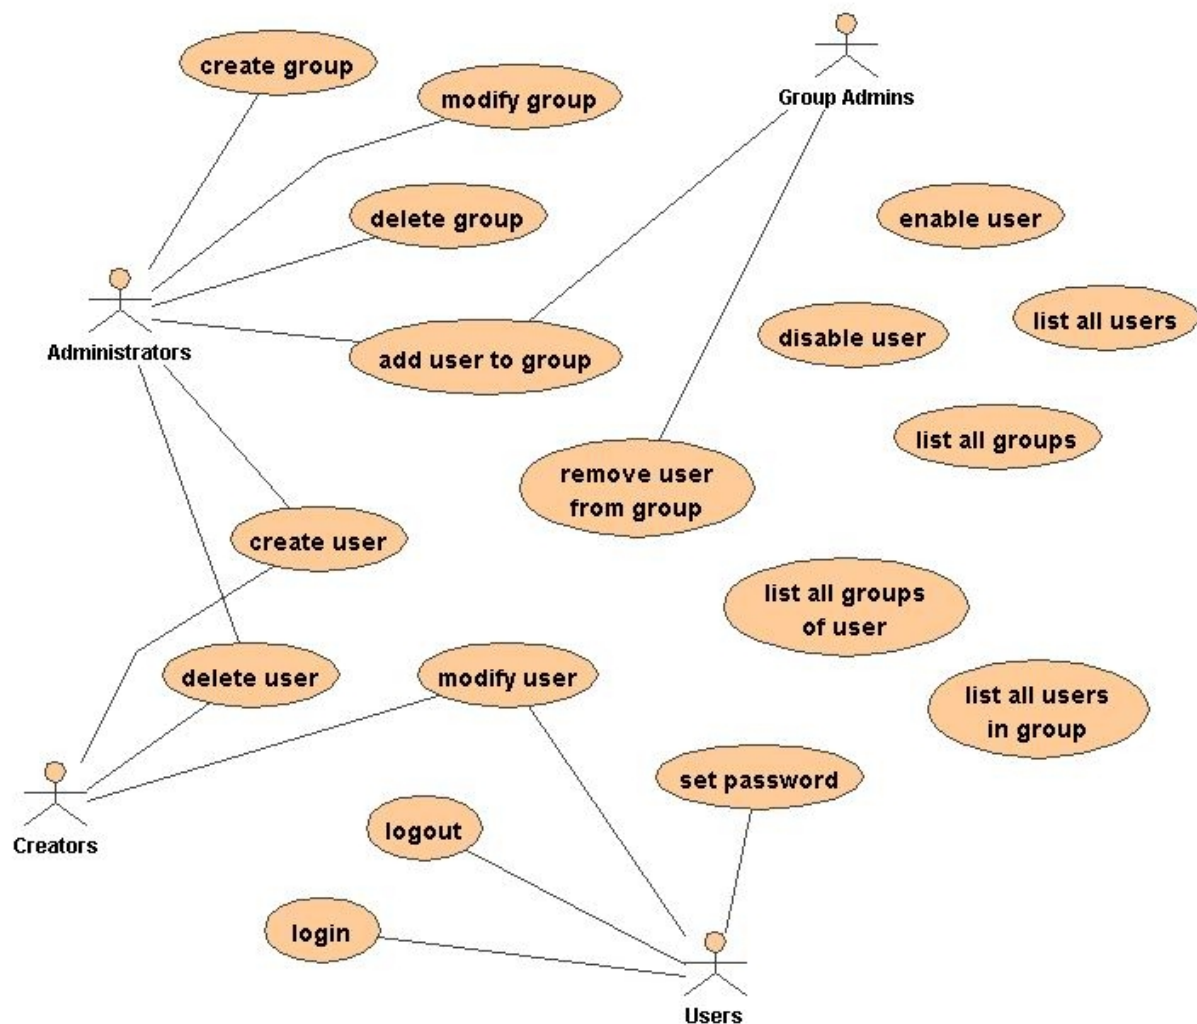 create group
modify group
Group Admins
delete group
enable user
list all users
disable user
Administrators
add user to group
list all groups
remove user
from group
create user
list all groups
of user
delete user
modify user
list all users
in group
set password
logout
Creators
login
Users